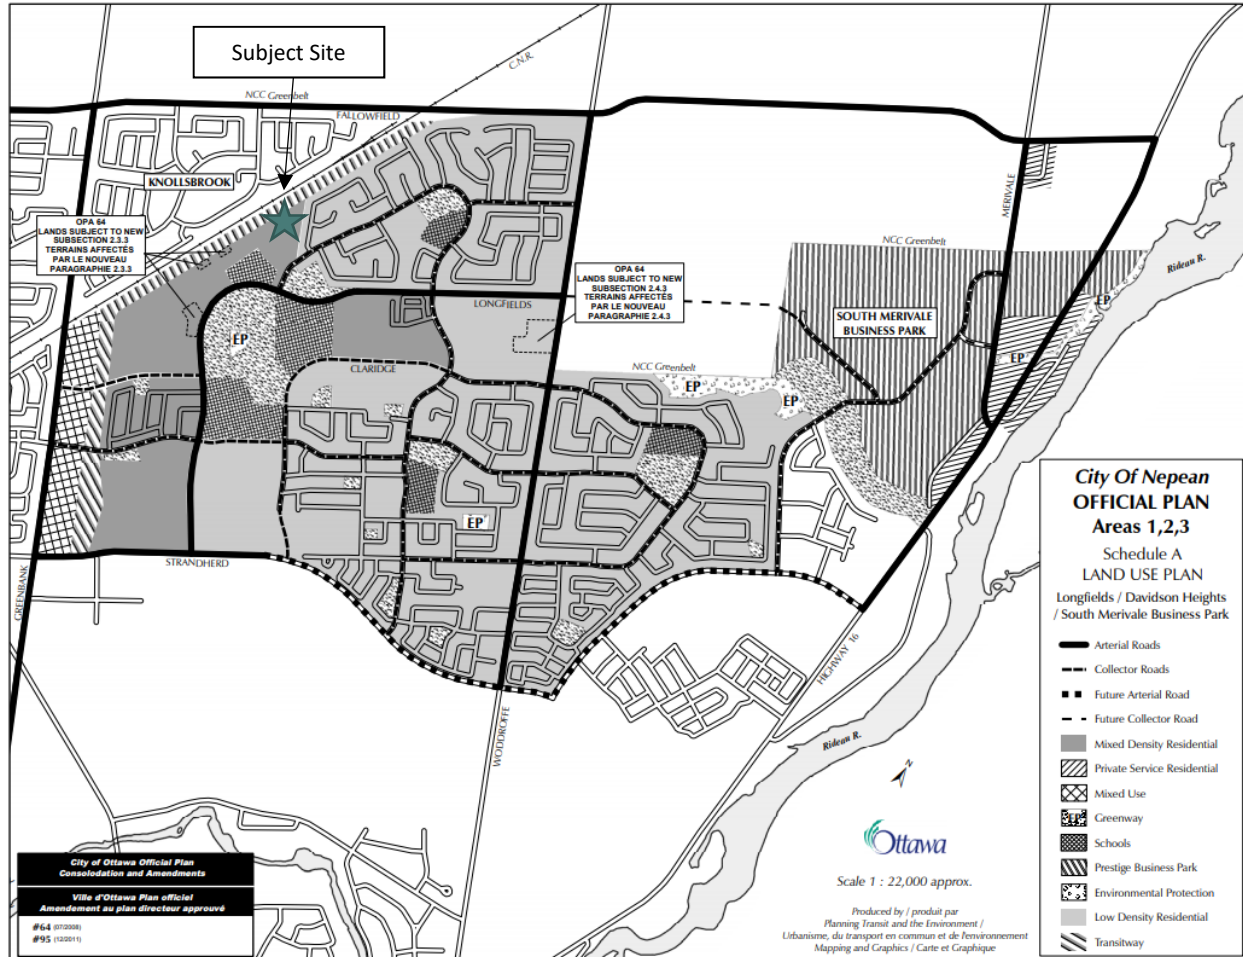 Subject Site
C.N.R.
NCC Greenbelt
FALLOWFIELD
KNOLLSBROOK
OPA 64
LANDS SUBJECT TO NEW
SUBSECTION 2.3.3
TERRAINS AFFECTÉS
PAR LE NOUVEAU
PARAGRAPHIE 2.3.3
MERIVALE
NCC Greenbelt
Rideau R.
OPA 64
LANDS SUBJECT TO NEW
SUBSECTION 2.4.3
TERRAINS AFFECTÉS
PAR LE NOUVEAU
PARAGRAPHIE 2.4.3
LONGFIELDS
SOUTH MERIVALE
BUSINESS PARK
EP
EP
EP
CLARIDGE
NCC Greenbelt
EP
EP
EP
STRANDHERD
GREENBANK
WOODROFFE
HIGHWAY 16
Rideau R.
N
City Of Nepean
OFFICIAL PLAN
Areas 1,2,3
Schedule A
LAND USE PLAN
Longfields / Davidson Heights
/ South Merivale Business Park
Arterial Roads
Collector Roads
Future Arterial Road
Future Collector Road
Mixed Density Residential
Private Service Residential
Mixed Use
EP Greenway
Schools
Prestige Business Park
Environmental Protection
Low Density Residential
Transitway
Ottawa
Scale 1 : 22,000 approx.
Produced by / produit par
Planning Transit and the Environment /
Urbanisme, du transport en commun et de l'environnement
Mapping and Graphics / Carte et Graphique
City of Ottawa Official Plan
Consolodation and Amendments
Ville d'Ottawa Plan officiel
Amendement au plan directeur approuvé
#64 (07/2008)
#95 (12/2011)